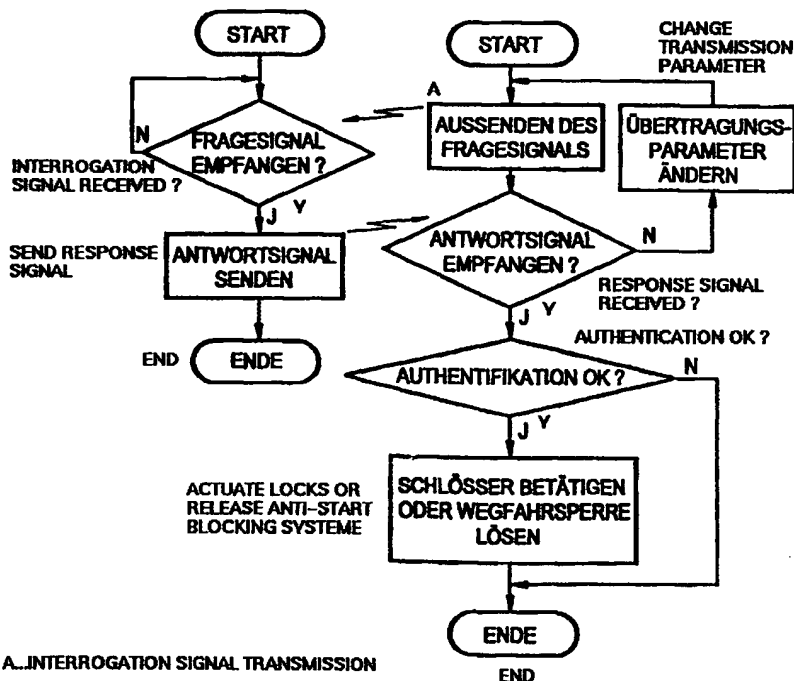 START
N
FRAGESIGNAL
EMPFANGEN ?
INTERROGATION
SIGNAL RECEIVED ?
J Y
SEND RESPONSE
SIGNAL
ANTWORTSIGNAL
SENDEN
END
ENDE
START
CHANGE
TRANSMISSION
PARAMETER
A
AUSSENDEN DES
FRAGESIGNALS
ÜBERTRAGUNGS-
PARAMETER
ÄNDERN
ANTWORTSIGNAL
EMPFANGEN ?
N
RESPONSE SIGNAL
RECEIVED ?
J Y
AUTHENTICATION OK ?
AUTHENTIFIKATION OK ?
N
J Y
ACTUATE LOCKS OR
RELEASE ANTI-START
BLOCKING SYSTEME
SCHLÖSSER BETÄTIGEN
ODER WEGFAHRSPERRE
LÖSEN
ENDE
END
A...INTERROGATION SIGNAL TRANSMISSION